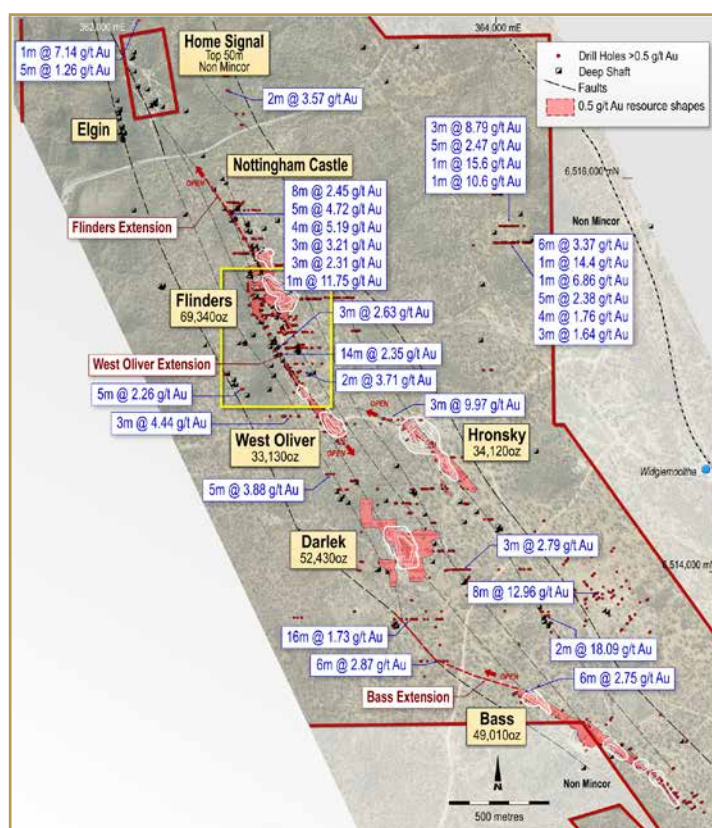 362,000 mE
364,000 mE
1m @ 7.14 g/t Au
5m @ 1.26 g/t Au
Home Signal
Top 50m
Non Mincor
Drill Holes >0.5 g/t Au
Deep Shaft
Faults
0.5 g/t Au resource shapes
2m @ 3.57 g/t Au
Elgin
3m @ 8.79 g/t Au
5m @ 2.47 g/t Au
1m @ 15.6 g/t Au
1m @ 10.6 g/t Au
6,516,000 mN
Nottingham Castle
OPEN
8m @ 2.45 g/t Au
5m @ 4.72 g/t Au
4m @ 5.19 g/t Au
3m @ 3.21 g/t Au
3m @ 2.31 g/t Au
1m @ 11.75 g/t Au
Flinders Extension
Non Mincor
6m @ 3.37 g/t Au
1m @ 14.4 g/t Au
1m @ 6.86 g/t Au
5m @ 2.38 g/t Au
4m @ 1.76 g/t Au
3m @ 1.64 g/t Au
Flinders
69,340oz
3m @ 2.63 g/t Au
West Oliver Extension
14m @ 2.35 g/t Au
2m @ 3.71 g/t Au
5m @ 2.26 g/t Au
3m @ 9.97 g/t Au
OPEN
3m @ 4.44 g/t Au
West Oliver
33,130oz
Hronsky
34,120oz
OPEN
Widgiemooltha
5m @ 3.88 g/t Au
Darlek
52,430oz
3m @ 2.79 g/t Au
6,514,000 mN
8m @ 12.96 g/t Au
16m @ 1.73 g/t Au
2m @ 18.09 g/t Au
6m @ 2.87 g/t Au
OPEN
6m @ 2.75 g/t Au
Bass Extension
Bass
49,010oz
N
Non Mincor
500 metres